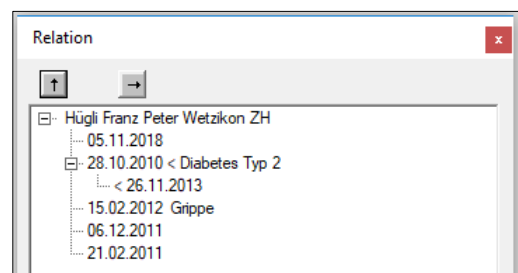 Relation
x
↑ →
Hügli Franz Peter Wetzikon ZH
05.11.2018
28.10.2010 < Diabetes Typ 2
< 26.11.2013
15.02.2012 Grippe
06.12.2011
21.02.2011